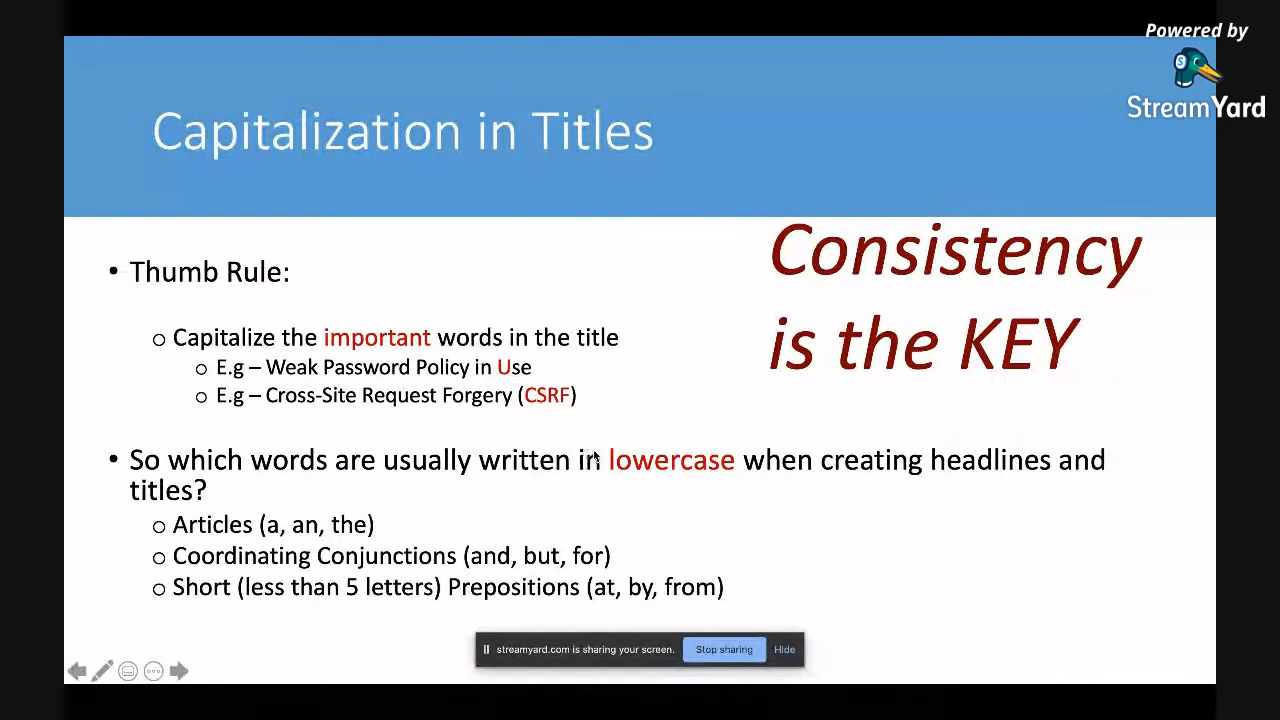 Powered by
StreamYard
Capitalization in Titles
Consistency
is the KEY
• Thumb Rule:
o Capitalize the important words in the title
o E.g – Weak Password Policy in Use
o E.g – Cross-Site Request Forgery (CSRF)
• So which words are usually written in lowercase when creating headlines and
titles?
o Articles (a, an, the)
o Coordinating Conjunctions (and, but, for)
o Short (less than 5 letters) Prepositions (at, by, from)
streamyard.com is sharing your screen. Stop sharing Hide